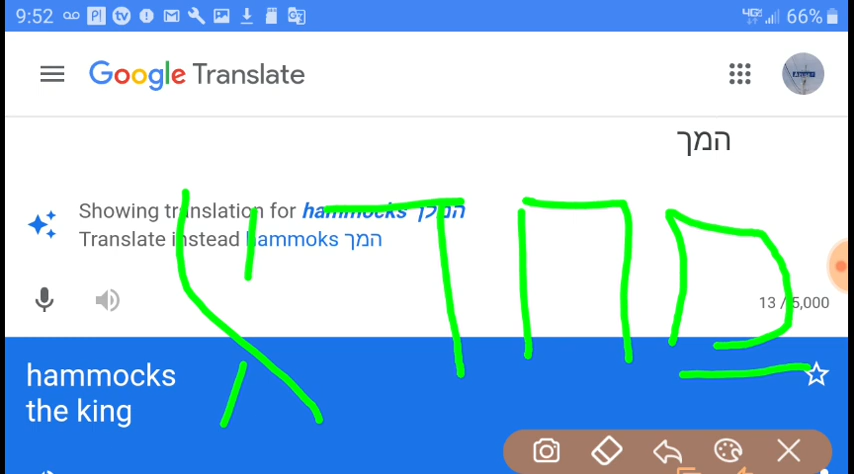 9:52 66%
Google Translate
המך
Showing translation for hammocks המלך
Translate instead hammoks המך
13 / 5,000
hammocks
the king